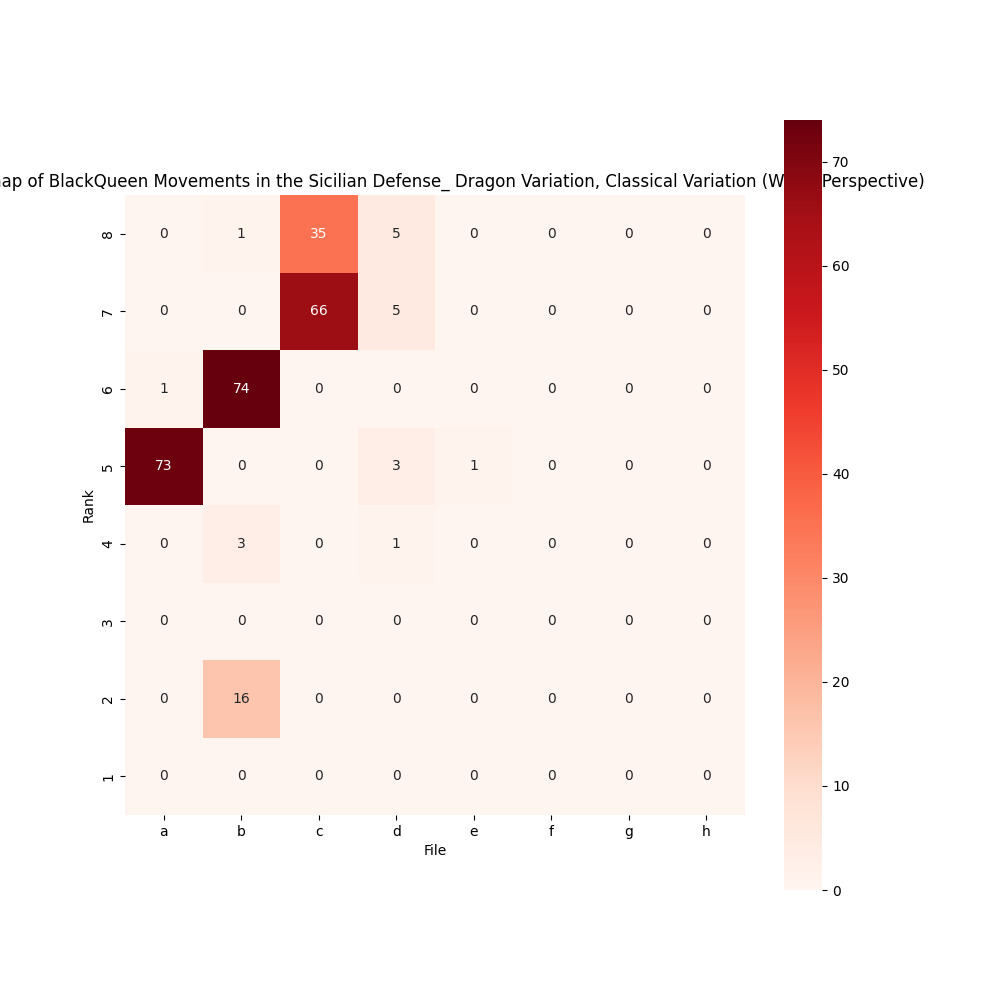 ap of BlackQueen Movements in the Sicilian Defense_ Dragon Variation, Classical Variation (W Perspective)
8 0 1 35 5 0 0 0 0
7 0 0 66 5 0 0 0 0
6 1 74 0 0 0 0 0 0
5 73 0 0 3 1 0 0 0
4 0 3 0 1 0 0 0 0
3 0 0 0 0 0 0 0 0
2 0 16 0 0 0 0 0 0
1 0 0 0 0 0 0 0 0
Rank
a b c d e f g h
File
70
60
50
40
30
20
10
0